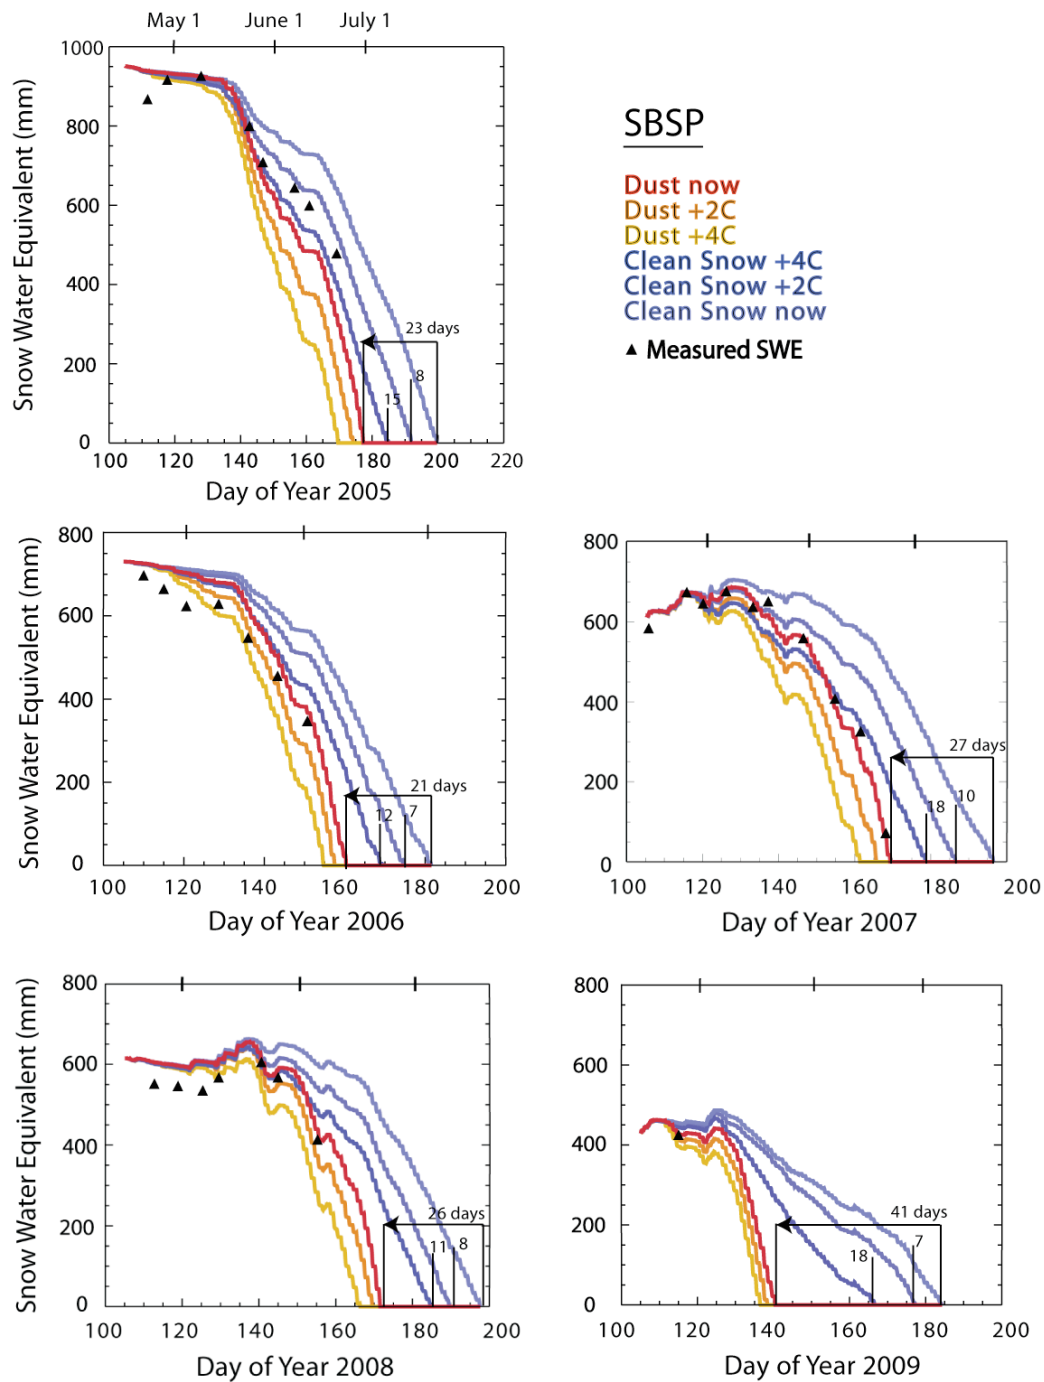 May 1 June 1 July 1
1000
800
600
400
200
0
Snow Water Equivalent (mm)
23 days
8
15
100 120 140 160 180 200 220
Day of Year 2005
SBSP
Dust now
Dust +2C
Dust +4C
Clean Snow +4C
Clean Snow +2C
Clean Snow now
▲ Measured SWE
800
600
400
200
0
Snow Water Equivalent (mm)
21 days
12 7
100 120 140 160 180 200
Day of Year 2006
800
600
400
200
0
27 days
18 10
100 120 140 160 180 200
Day of Year 2007
800
600
400
200
0
Snow Water Equivalent (mm)
26 days
11 8
100 120 140 160 180 200
Day of Year 2008
800
600
400
200
0
41 days
18 7
100 120 140 160 180 200
Day of Year 2009